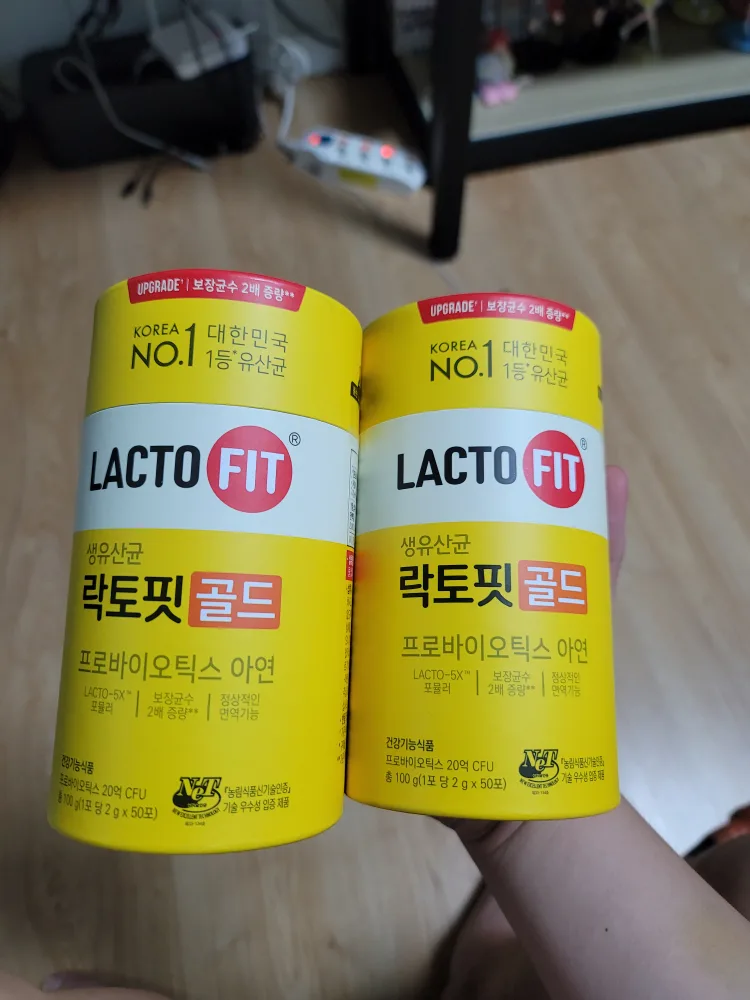 UPGRADE' | 보장균수 2배 증량**
KOREA
NO.1
대한민국
1등*유산균
LACTO FIT®
생유산균
락토핏 골드
프로바이오틱스 아연
LACTO-5X™
포뮬러
보장균수
2배 증량**
정상적인
면역기능
건강기능식품
프로바이오틱스 20억 CFU
총 100 g(1포 당 2 g x 50포)
NeT
NEW EXCELLENT TECHNOLOGY
「농림식품신기술인증」
기술 우수성 입증 제품
UPGRADE' | 보장균수 2배 증량**
KOREA
NO.1
대한민국
1등*유산균
LACTO FIT®
생유산균
락토핏 골드
프로바이오틱스 아연
LACTO-5X™
포뮬러
보장균수
2배 증량**
정상적인
면역기능
건강기능식품
프로바이오틱스 20억 CFU
총 100 g(1포 당 2 g x 50포)
NeT
NEW EXCELLENT TECHNOLOGY
「농림식품신기술인증」
기술 우수성 입증 제품